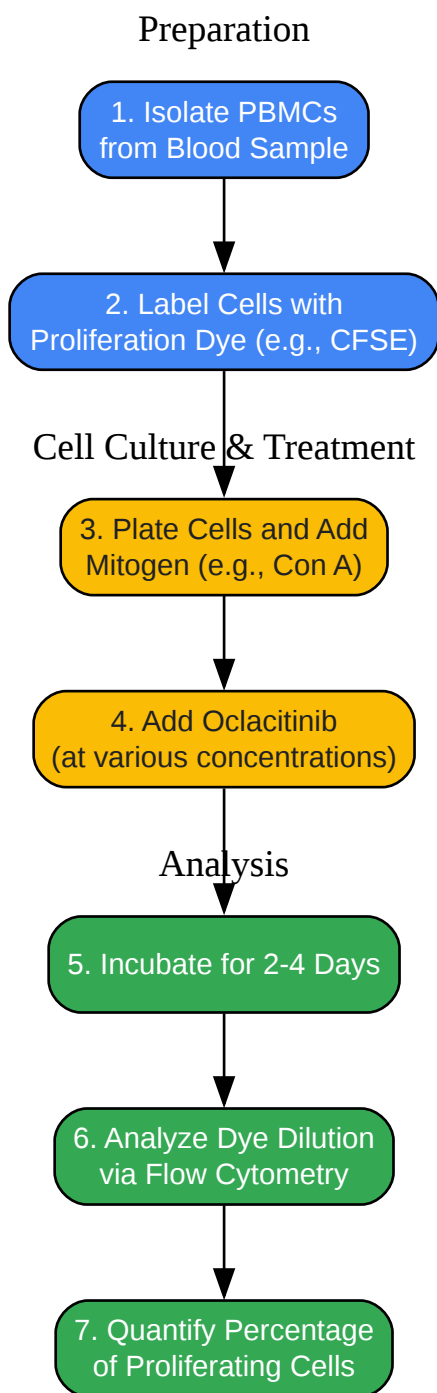 Preparation
1. Isolate PBMCs
from Blood Sample
2. Label Cells with
Proliferation Dye (e.g., CFSE)
Cell Culture & Treatment
3. Plate Cells and Add
Mitogen (e.g., Con A)
4. Add Oclacitinib
(at various concentrations)
Analysis
5. Incubate for 2-4 Days
6. Analyze Dye Dilution
via Flow Cytometry
7. Quantify Percentage
of Proliferating Cells